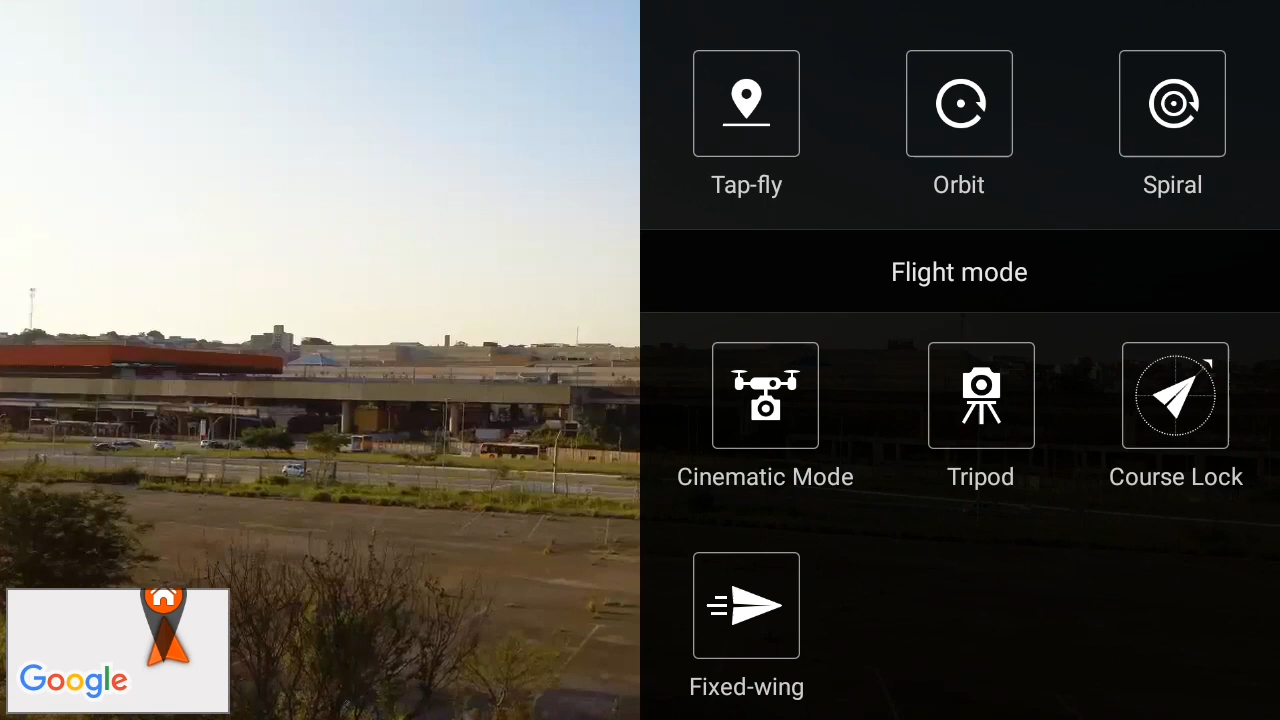 Tap-fly
Orbit
Spiral
Flight mode
Cinematic Mode
Tripod
Course Lock
Fixed-wing
Google